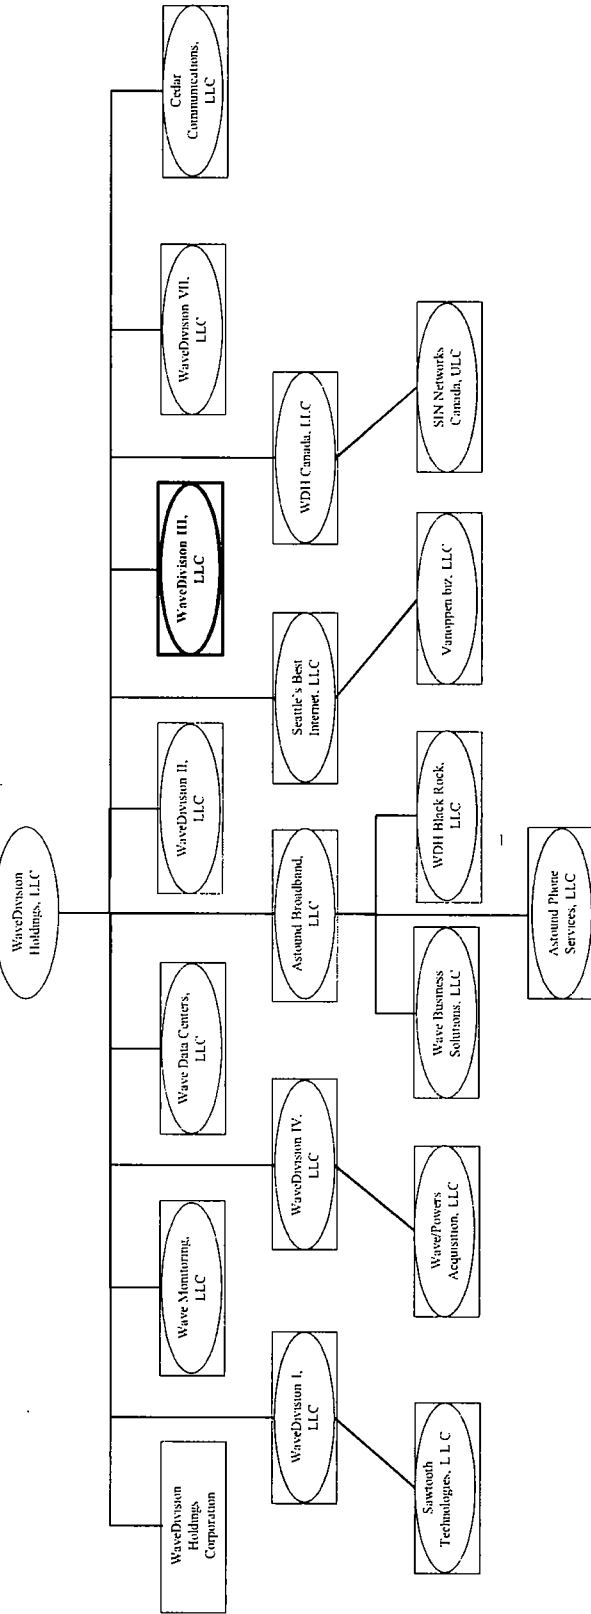 WaveDivision
Holdings, LLC
WaveDivision
Holdings
Corporation
Wave Monitoring,
LLC
Wave Data Centers,
LLC
WaveDivision II,
LLC
WaveDivision III,
LLC
WaveDivision VII,
LLC
Cedar
Communications,
LLC
WaveDivision I,
LLC
WaveDivision IV,
LLC
Astound Broadband,
LLC
Seattle's Best
Internet, LLC
WDH Canada, LLC
Sawtooth
Technologies, L L C
Wave/Powers
Acquisition, LLC
Wave Business
Solutions, LLC
WDH Black Rock,
LLC
Vanoppen biz, LLC
SIN Networks
Canada, ULC
Astound Phone
Services, LLC